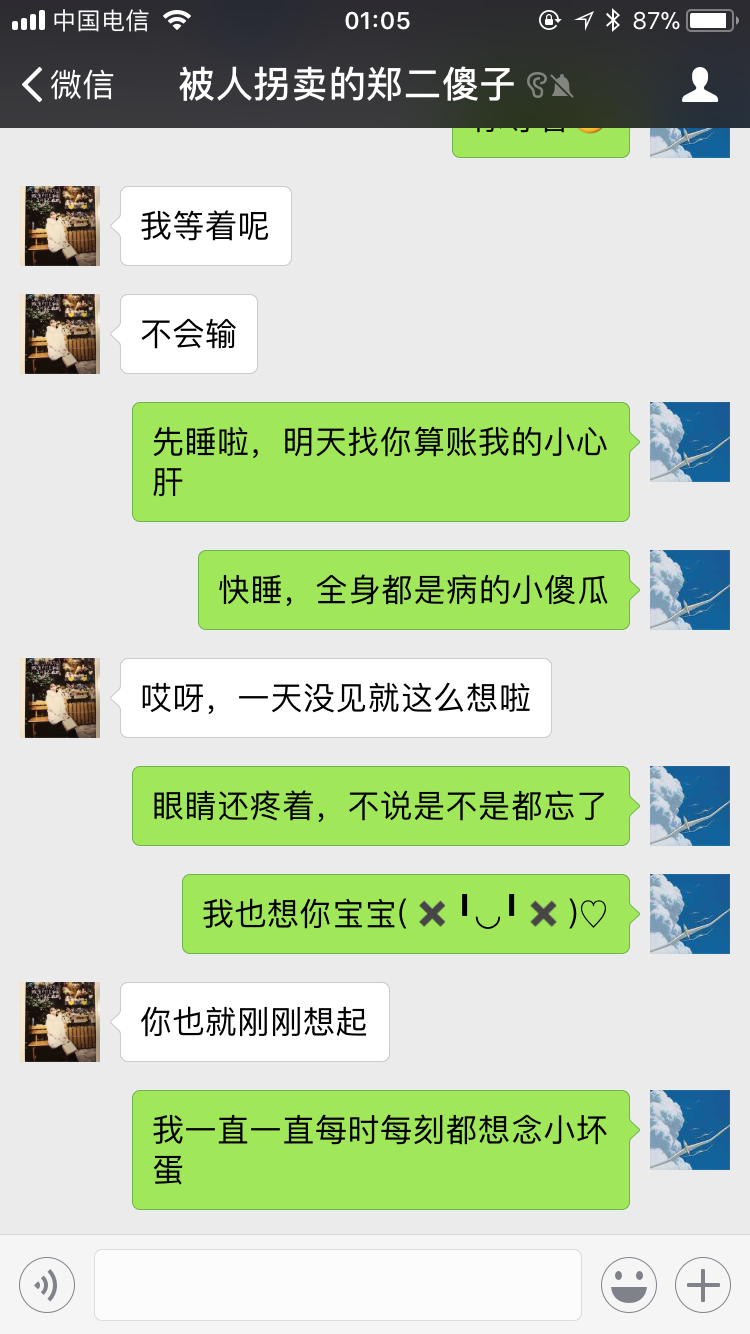 中国电信
01:05
87%
微信
被人拐卖的郑二傻子
我等着呢
不会输
先睡啦，明天找你算账我的小心
肝
快睡，全身都是病的小傻瓜
哎呀，一天没见就这么想啦
眼睛还疼着，不说是不是都忘了
我也想你宝宝( ✖╹◡╹✖ )♡
你也就刚刚想起
我一直一直每时每刻都想念小坏
蛋